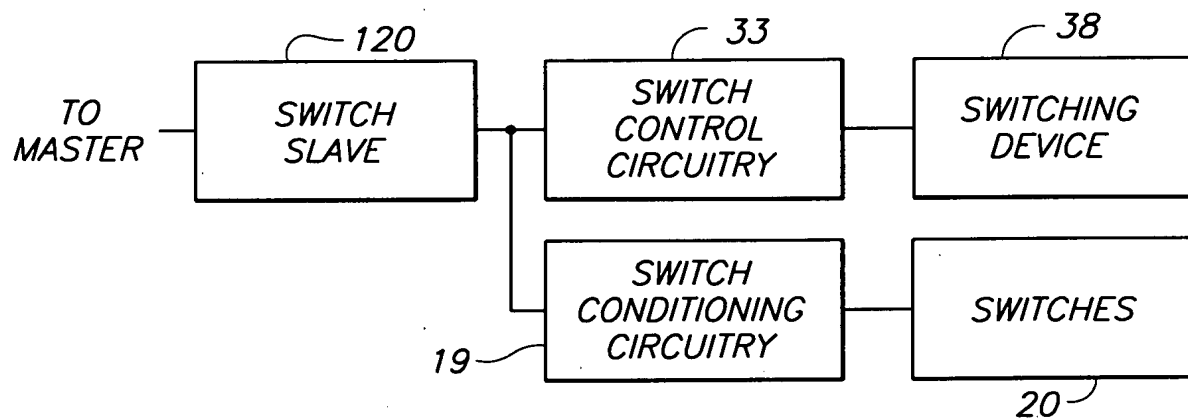 120
33
38
TO
MASTER
SWITCH
SLAVE
SWITCH
CONTROL
CIRCUITRY
SWITCHING
DEVICE
SWITCH
CONDITIONING
CIRCUITRY
SWITCHES
19
20